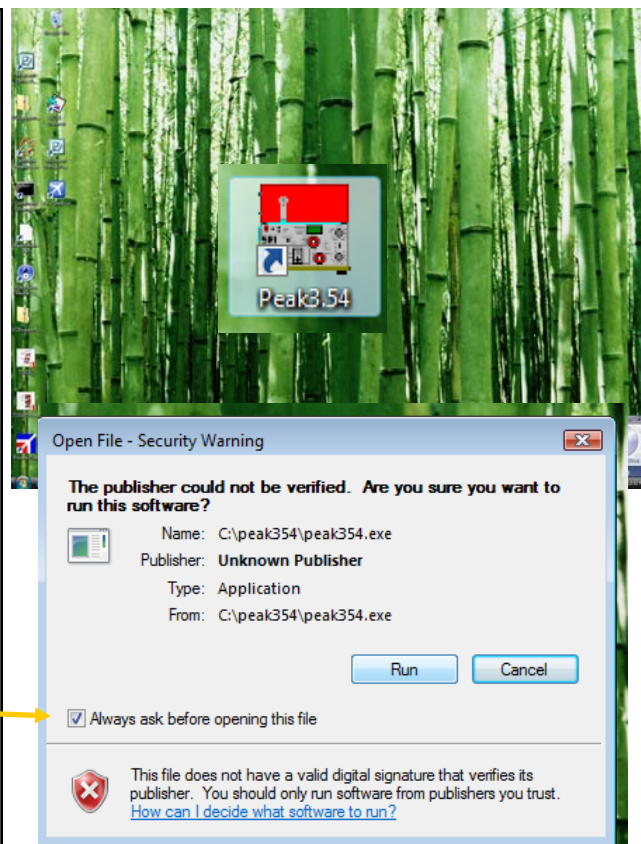 Peak3.54
Open File - Security Warning
The publisher could not be verified.  Are you sure you want to
run this software?
Name: C:\peak354\peak354.exe
Publisher: Unknown Publisher
Type: Application
From: C:\peak354\peak354.exe
Run Cancel
Always ask before opening this file
This file does not have a valid digital signature that verifies its
publisher.  You should only run software from publishers you trust.
How can I decide what software to run?